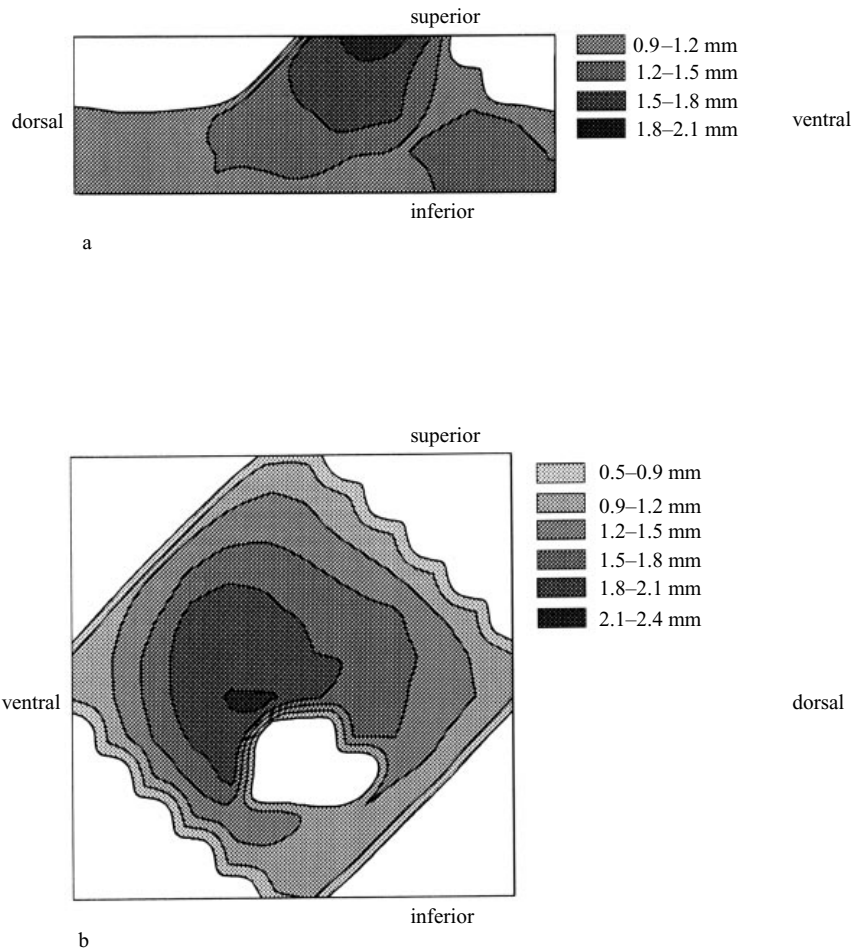 superior
0.9–1.2 mm
1.2–1.5 mm
1.5–1.8 mm
1.8–2.1 mm
dorsal
ventral
inferior
a
superior
0.5–0.9 mm
0.9–1.2 mm
1.2–1.5 mm
1.5–1.8 mm
1.8–2.1 mm
2.1–2.4 mm
ventral
dorsal
inferior
b